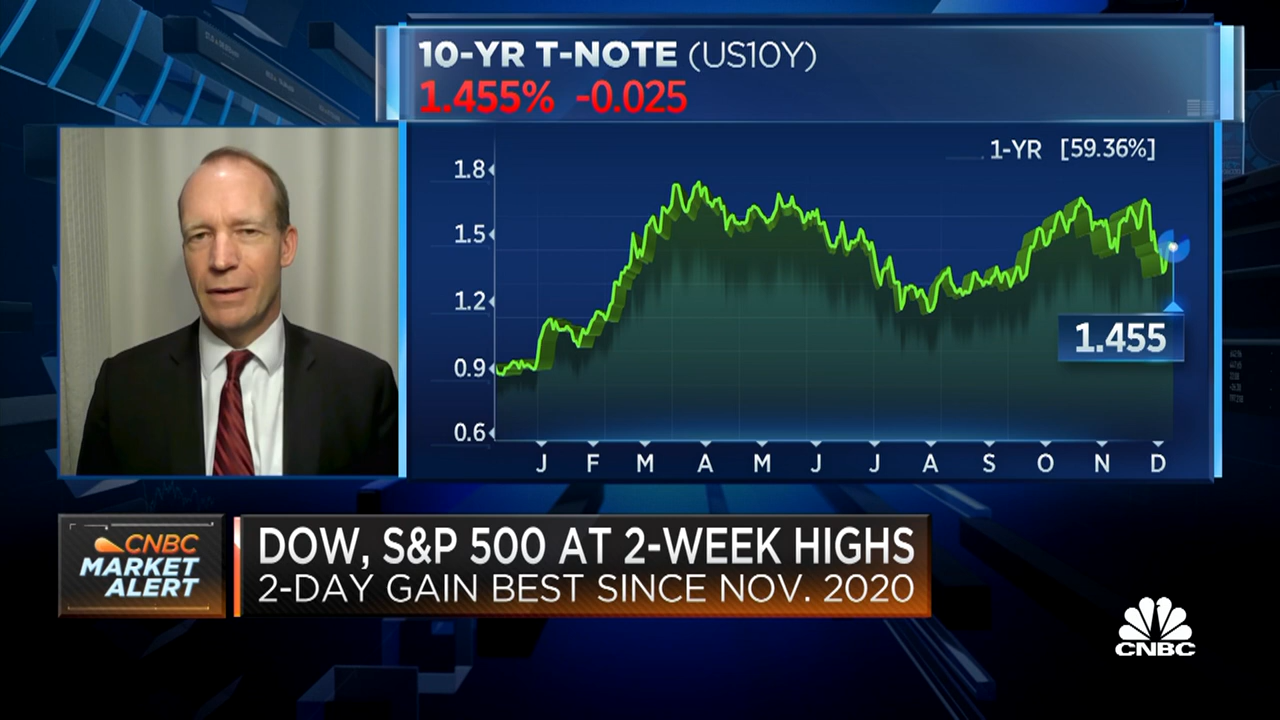 10-YR T-NOTE (US10Y)
1.455% -0.025
1-YR [59.36%]
1.8
1.5
1.2
0.9
0.6
1.455
J F M A M J J A S O N D
CNBC
MARKET
ALERT
DOW, S&P 500 AT 2-WEEK HIGHS
2-DAY GAIN BEST SINCE NOV. 2020
CNBC